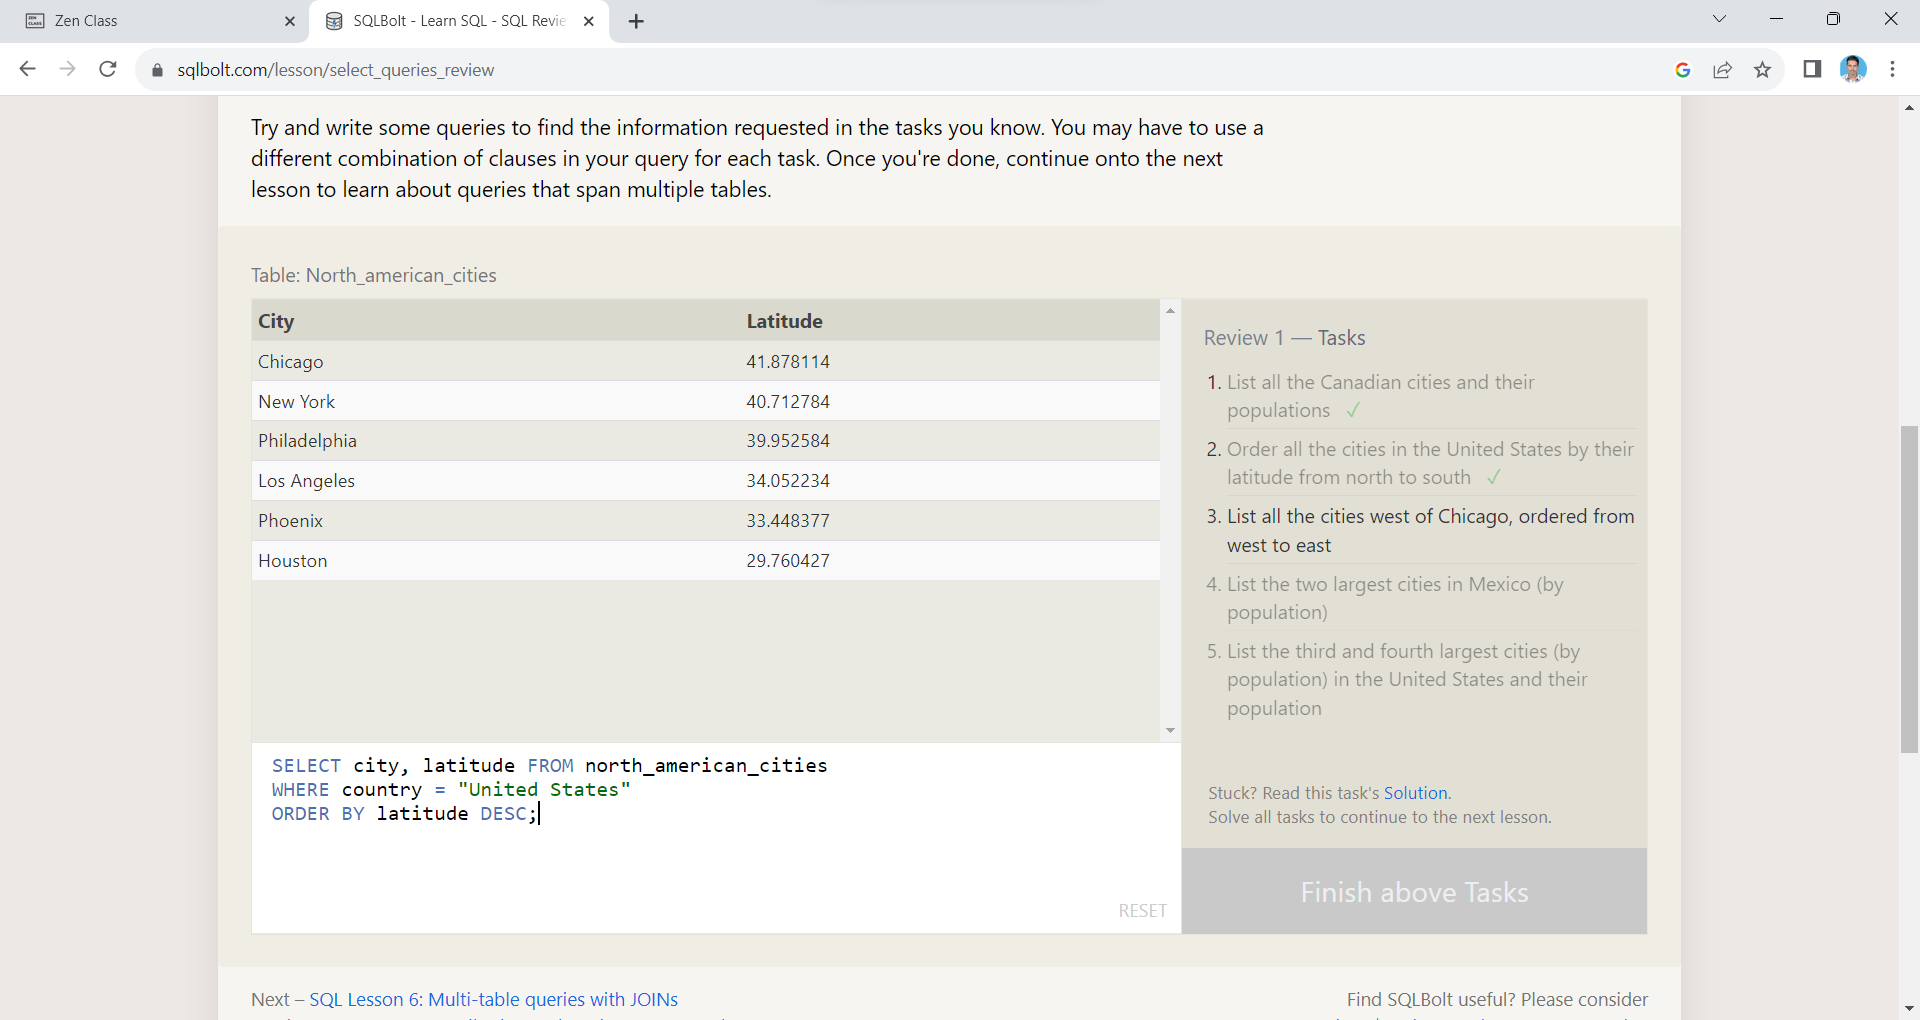 Zen Class
SQLBolt - Learn SQL - SQL Revie
sqlbolt.com/lesson/select_queries_review
Try and write some queries to find the information requested in the tasks you know. You may have to use a
different combination of clauses in your query for each task. Once you're done, continue onto the next
lesson to learn about queries that span multiple tables.
Table: North_american_cities
City Latitude
Chicago 41.878114
New York 40.712784
Philadelphia 39.952584
Los Angeles 34.052234
Phoenix 33.448377
Houston 29.760427
SELECT city, latitude FROM north_american_cities
WHERE country = "United States"
ORDER BY latitude DESC;
RESET
Review 1 — Tasks
1. List all the Canadian cities and their
populations ✓
2. Order all the cities in the United States by their
latitude from north to south ✓
3. List all the cities west of Chicago, ordered from
west to east
4. List the two largest cities in Mexico (by
population)
5. List the third and fourth largest cities (by
population) in the United States and their
population
Stuck? Read this task's Solution.
Solve all tasks to continue to the next lesson.
Finish above Tasks
Next – SQL Lesson 6: Multi-table queries with JOINs
Find SQLBolt useful? Please consider